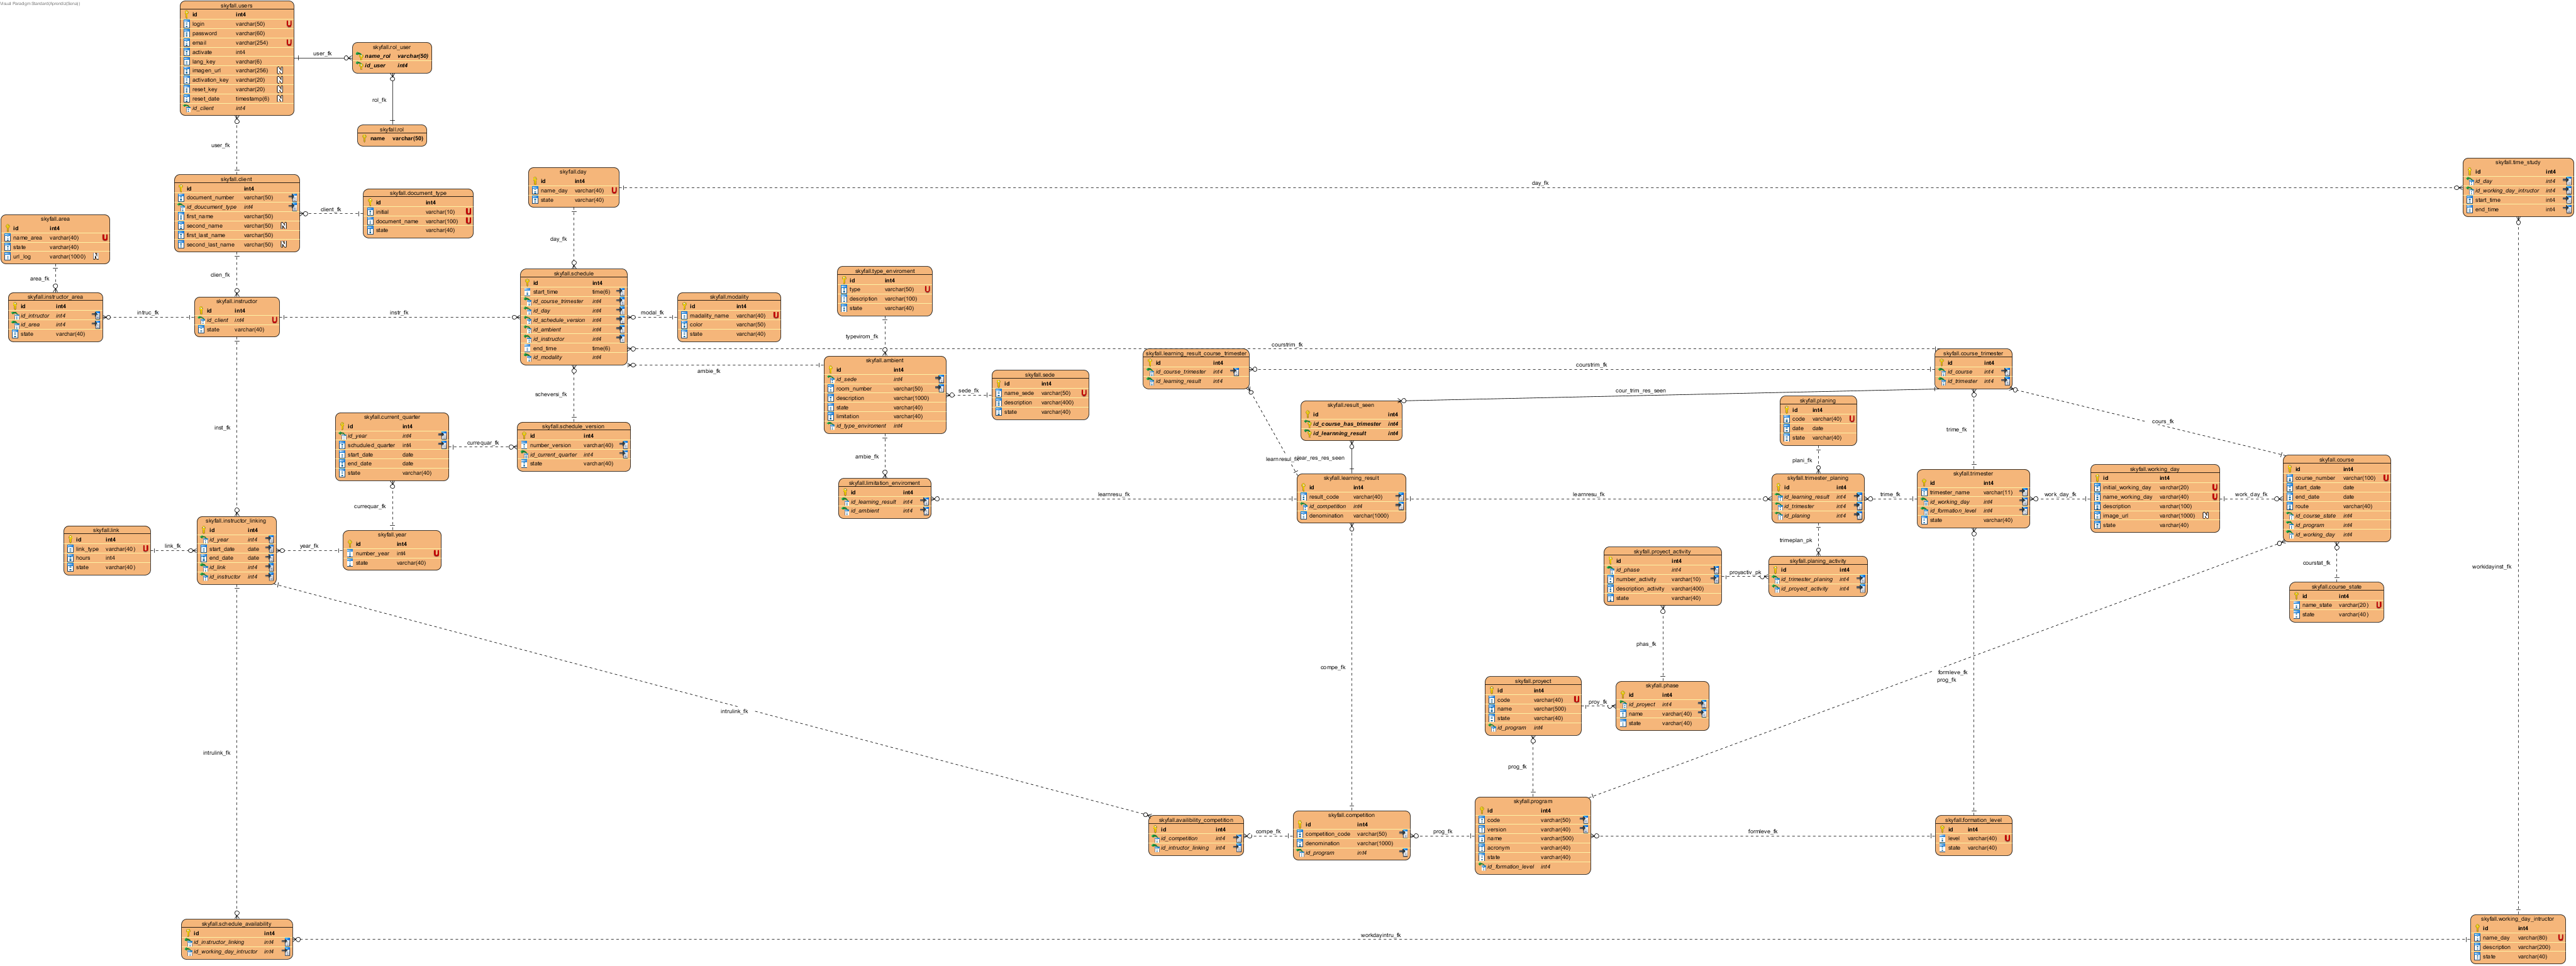 skyfall.users
id int4
login varchar(50) U
password varchar(60)
email varchar(254) U
activate int4
lang_key varchar(6)
imagen_url varchar(256) N
activation_key varchar(20) N
reset_key varchar(20) N
reset_date timestamp(6) N
id_client int4
user_fk
skyfall.rol_user
name_rol varchar(50)
id_user int4
rol_fk
skyfall.rol
name varchar(50)
user_fk
skyfall.client
id int4
document_number varchar(50)
id_doucument_type int4
first_name varchar(50)
second_name varchar(50) N
first_last_name varchar(50)
second_last_name varchar(50) N
client_fk
skyfall.document_type
id int4
initial varchar(10) U
document_name varchar(100) U
state varchar(40)
skyfall.day
id int4
name_day varchar(40) U
state varchar(40)
day_fk
skyfall.time_study
id int4
id_day int4
id_working_day_intructor int4
start_time int4
end_time int4
skyfall.area
id int4
name_area varchar(40) U
state varchar(40)
url_log varchar(1000) N
area_fk
clien_fk
day_fk
skyfall.instructor_area
id int4
id_intructor int4
id_area int4
state varchar(40)
intruc_fk
skyfall.instructor
id int4
id_client int4 U
state varchar(40)
instr_fk
skyfall.schedule
id int4
start_time time(6)
id_course_trimester int4
id_day int4
id_schedule_version int4
id_ambient int4
id_instructor int4
end_time time(6)
id_modality int4
modal_fk
skyfall.modality
id int4
madality_name varchar(40) U
color varchar(50)
state varchar(40)
skyfall.type_enviroment
id int4
type varchar(50) U
description varchar(100)
state varchar(40)
typevirom_fk
courstrim_fk
ambie_fk
skyfall.ambient
id int4
id_sede int4
room_number varchar(50)
description varchar(1000)
state varchar(40)
limitation varchar(40)
id_type_enviroment int4
sede_fk
skyfall.sede
id int4
name_sede varchar(50) U
description varchar(400)
state varchar(40)
skyfall.learning_result_course_trimester
id int4
id_course_trimester int4
id_learning_result int4
courstrim_fk
skyfall.course_trimester
id int4
id_course int4
id_trimester int4
cour_trim_res_seen
skyfall.result_seen
id int4
id_course_has_trimester int4
id_learnning_result int4
skyfall.planing
id int4
code varchar(40) U
date date
state varchar(40)
trime_fk
cours_fk
scheversi_fk
inst_fk
skyfall.current_quarter
id int4
id_year int4
scthuduled_quarter int4
start_date date
end_date date
state varchar(40)
currequar_fk
skyfall.schedule_version
id int4
number_version varchar(40)
id_current_quarter int4
state varchar(40)
ambie_fk
learnresul_fk
plani_fk
skyfall.limitation_enviroment
id int4
id_learning_result int4
id_ambient int4
learnresu_fk
skyfall.learning_result
id int4
result_code varchar(40)
id_competition int4
denomination varchar(1000)
learnresu_fk
skyfall.trimester_planing
id int4
id_learning_result int4
id_trimester int4
id_planing int4
trime_fk
skyfall.trimester
id int4
trimester_name varchar(11)
id_working_day int4
id_formation_level int4
state varchar(40)
work_day_fk
skyfall.working_day
id int4
initial_working_day varchar(20) U
name_working_day varchar(40) U
description varchar(100)
image_url varchar(1000) N
state varchar(40)
work_day_fk
skyfall.course
id int4
course_number varchar(100) U
start_date date
end_date date
route varchar(40)
id_course_state int4
id_program int4
id_working_day int4
currequar_fk
skyfall.link
id int4
link_type varchar(40) U
hours int4
state varchar(40)
link_fk
skyfall.instructor_linking
id int4
id_year int4
start_date date
end_date date
id_link int4
id_instructor int4
year_fk
skyfall.year
id int4
number_year int4 U
state varchar(40)
trimeplan_pk
skyfall.proyect_activity
id int4
id_phase int4
number_activity varchar(10)
description_activity varchar(400)
state varchar(40)
proyactiv_pk
skyfall.planing_activity
id int4
id_trimester_planing int4
id_proyect_activity int4
courstat_fk
workdayinst_fk
skyfall.course_state
id int4
name_state varchar(20) U
state varchar(40)
phas_fk
compe_fk
formleve_fk
prog_fk
skyfall.proyect
id int4
code varchar(40) U
name varchar(500)
state varchar(40)
id_program int4
proy_fk
skyfall.phase
id int4
id_proyect int4
name varchar(40)
state varchar(40)
intrulink_fk
intrulink_fk
prog_fk
skyfall.availibility_competition
id int4
id_competition int4
id_intructor_linking int4
compe_fk
skyfall.competition
id int4
competition_code varchar(50)
denomination varchar(1000)
id_program int4
prog_fk
skyfall.program
id int4
code varchar(50)
version varchar(40)
name varchar(500)
acronym varchar(40)
state varchar(40)
id_formation_level int4
formleve_fk
skyfall.formation_level
id int4
level varchar(40) U
state varchar(40)
skyfall.schedule_availability
id int4
id_instructor_linking int4
id_working_day_intructor int4
workdayintru_fk
skyfall.working_day_intructor
id int4
name_day varchar(80) U
description varchar(200)
state varchar(40)